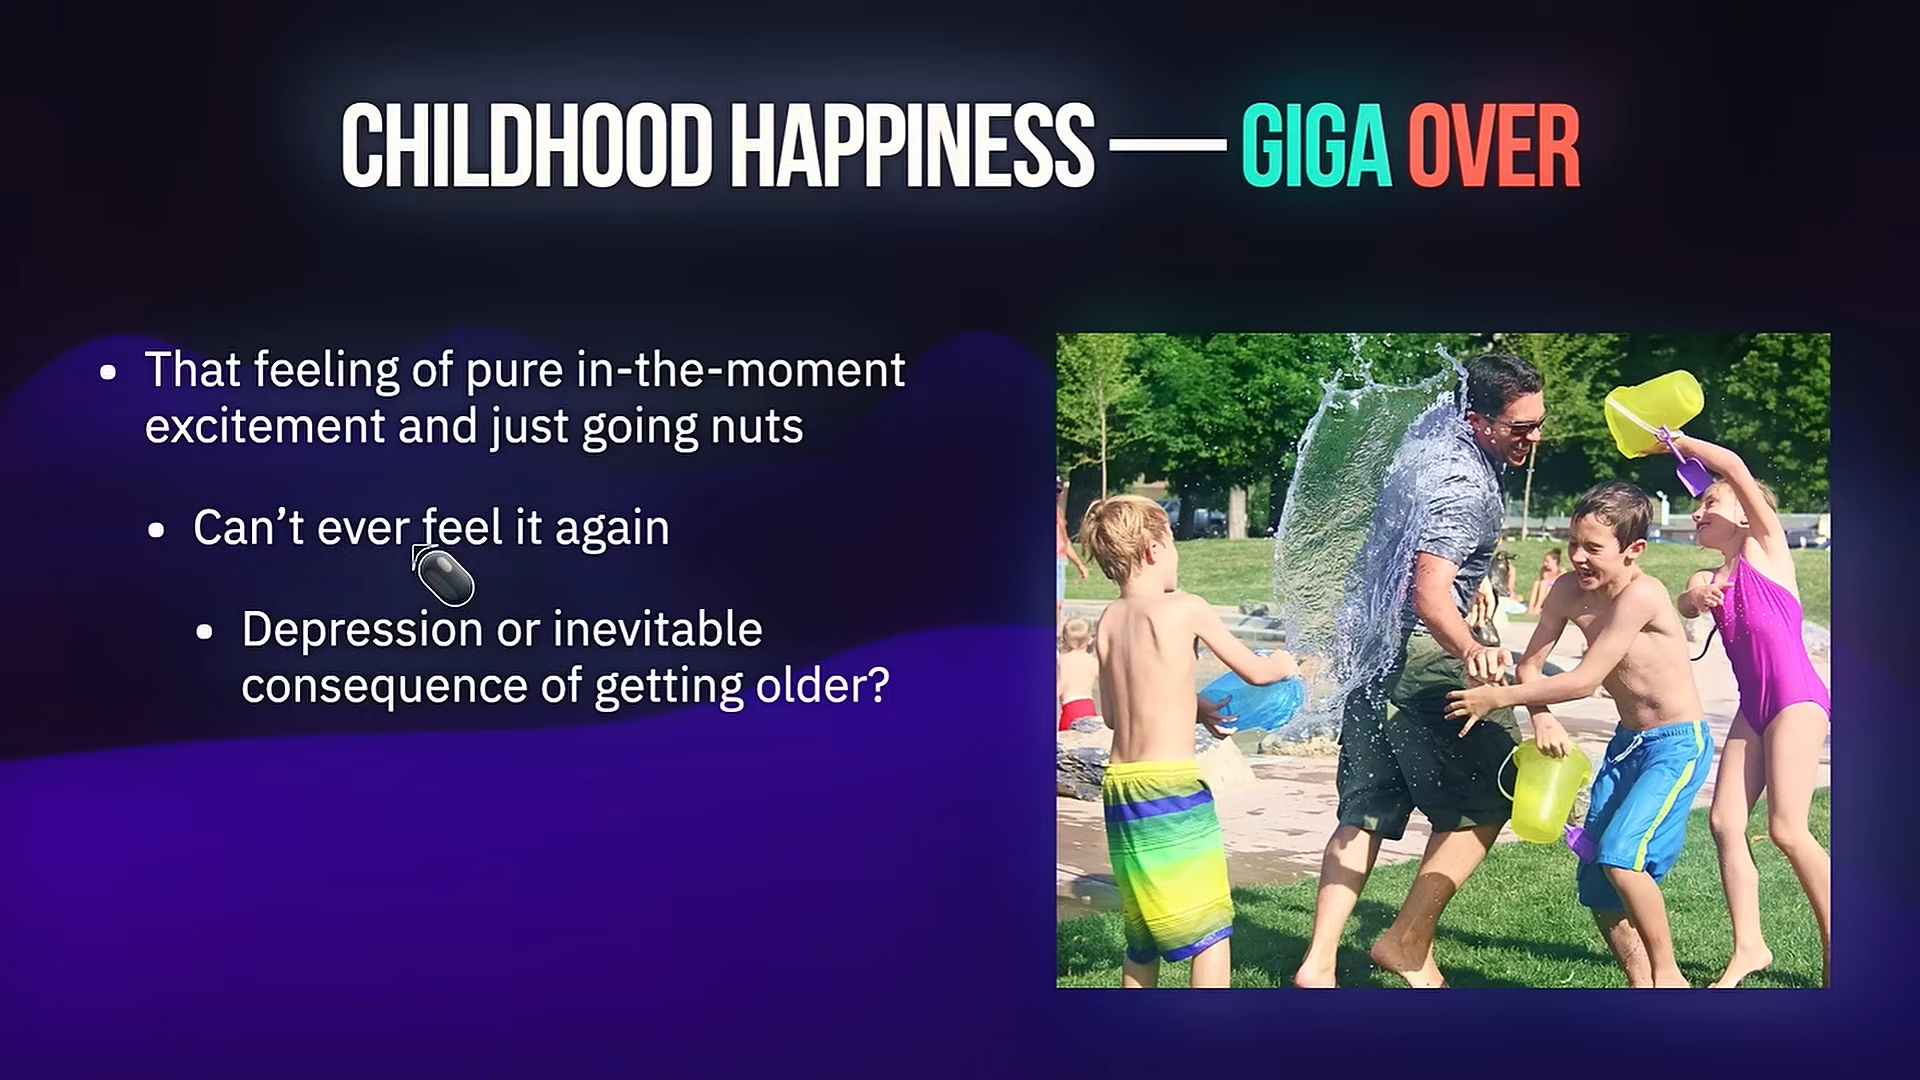 CHILDHOOD HAPPINESS — GIGA OVER
• That feeling of pure in-the-moment
excitement and just going nuts
• Can’t ever feel it again
• Depression or inevitable
consequence of getting older?